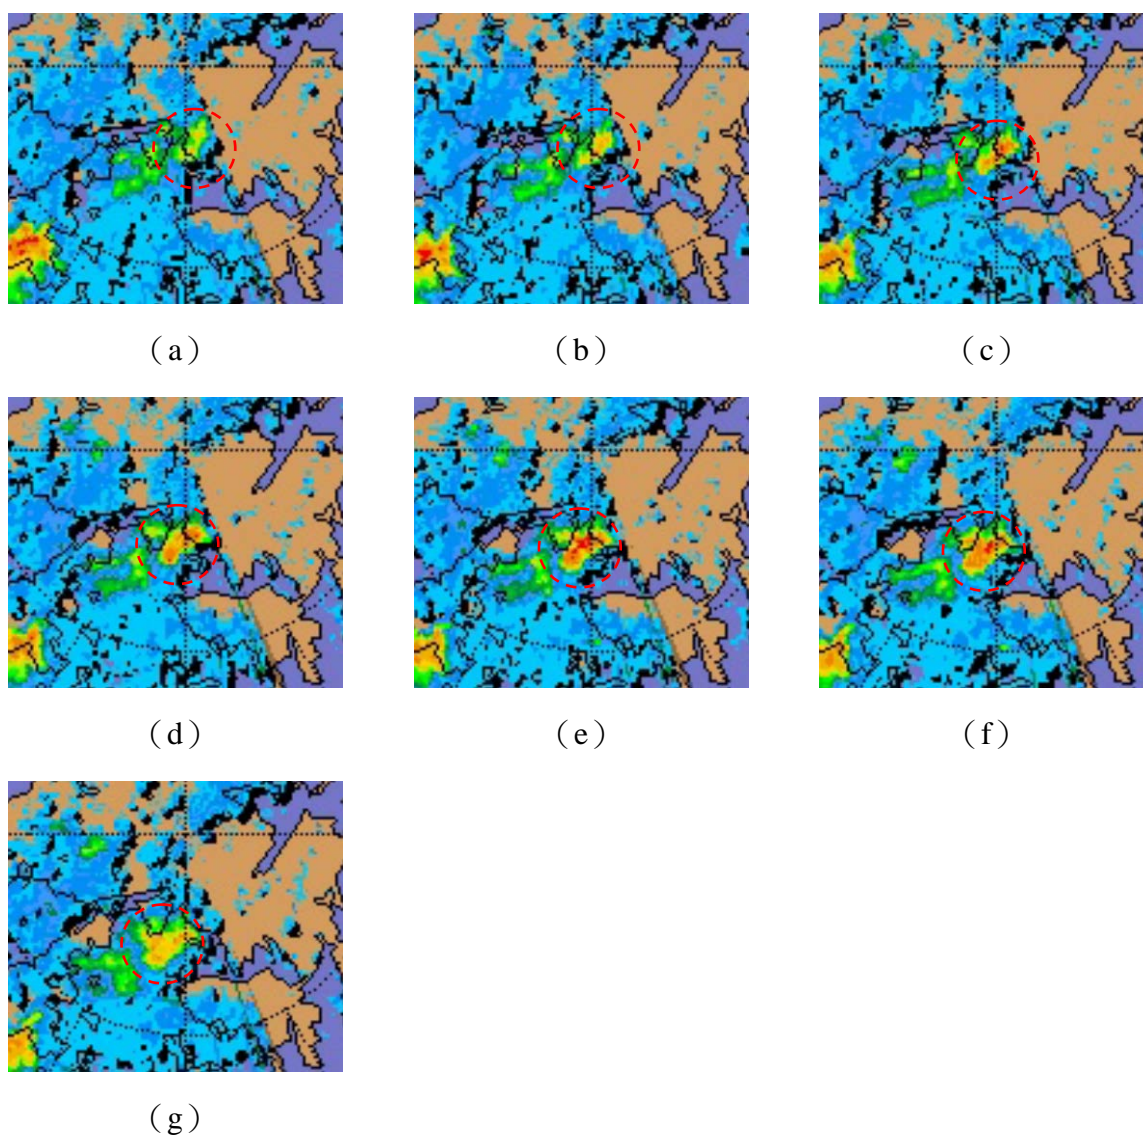 （a）
（b）
（c）
（d）
（e）
（f）
（g）